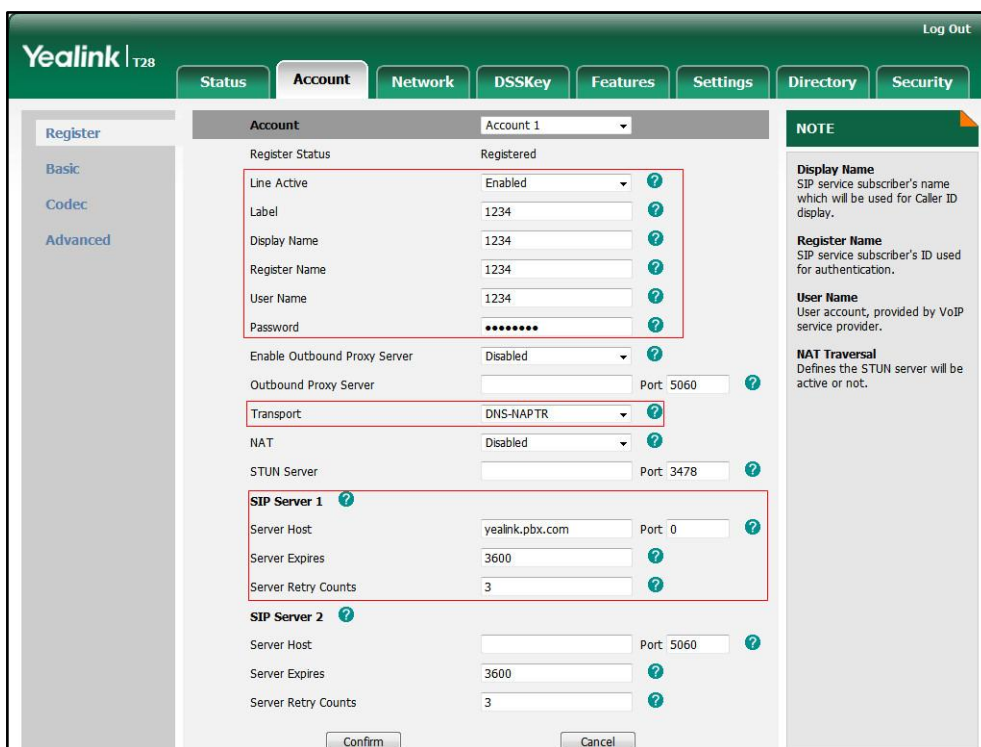 Log Out
Yealink T28
Status Account Network DSSKey Features Settings Directory Security
Register
Basic
Codec
Advanced
Account Account 1
Register Status Registered
Line Active Enabled ?
Label 1234 ?
Display Name 1234 ?
Register Name 1234 ?
User Name 1234 ?
Password •••••••• ?
Enable Outbound Proxy Server Disabled ?
Outbound Proxy Server Port 5060 ?
Transport DNS-NAPTR ?
NAT Disabled ?
STUN Server Port 3478 ?
SIP Server 1 ?
Server Host yealink.pbx.com Port 0 ?
Server Expires 3600 ?
Server Retry Counts 3 ?
SIP Server 2 ?
Server Host Port 5060 ?
Server Expires 3600 ?
Server Retry Counts 3 ?
Confirm Cancel
NOTE
Display Name
SIP service subscriber's name
which will be used for Caller ID
display.
Register Name
SIP service subscriber's ID used
for authentication.
User Name
User account, provided by VoIP
service provider.
NAT Traversal
Defines the STUN server will be
active or not.